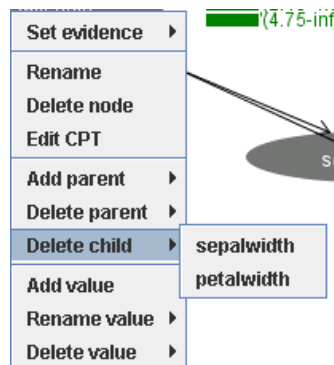 '(4.75-inf
Set evidence
Rename
Delete node
Edit CPT
Add parent
Delete parent
Delete child
sepalwidth
petalwidth
Add value
Rename value
Delete value